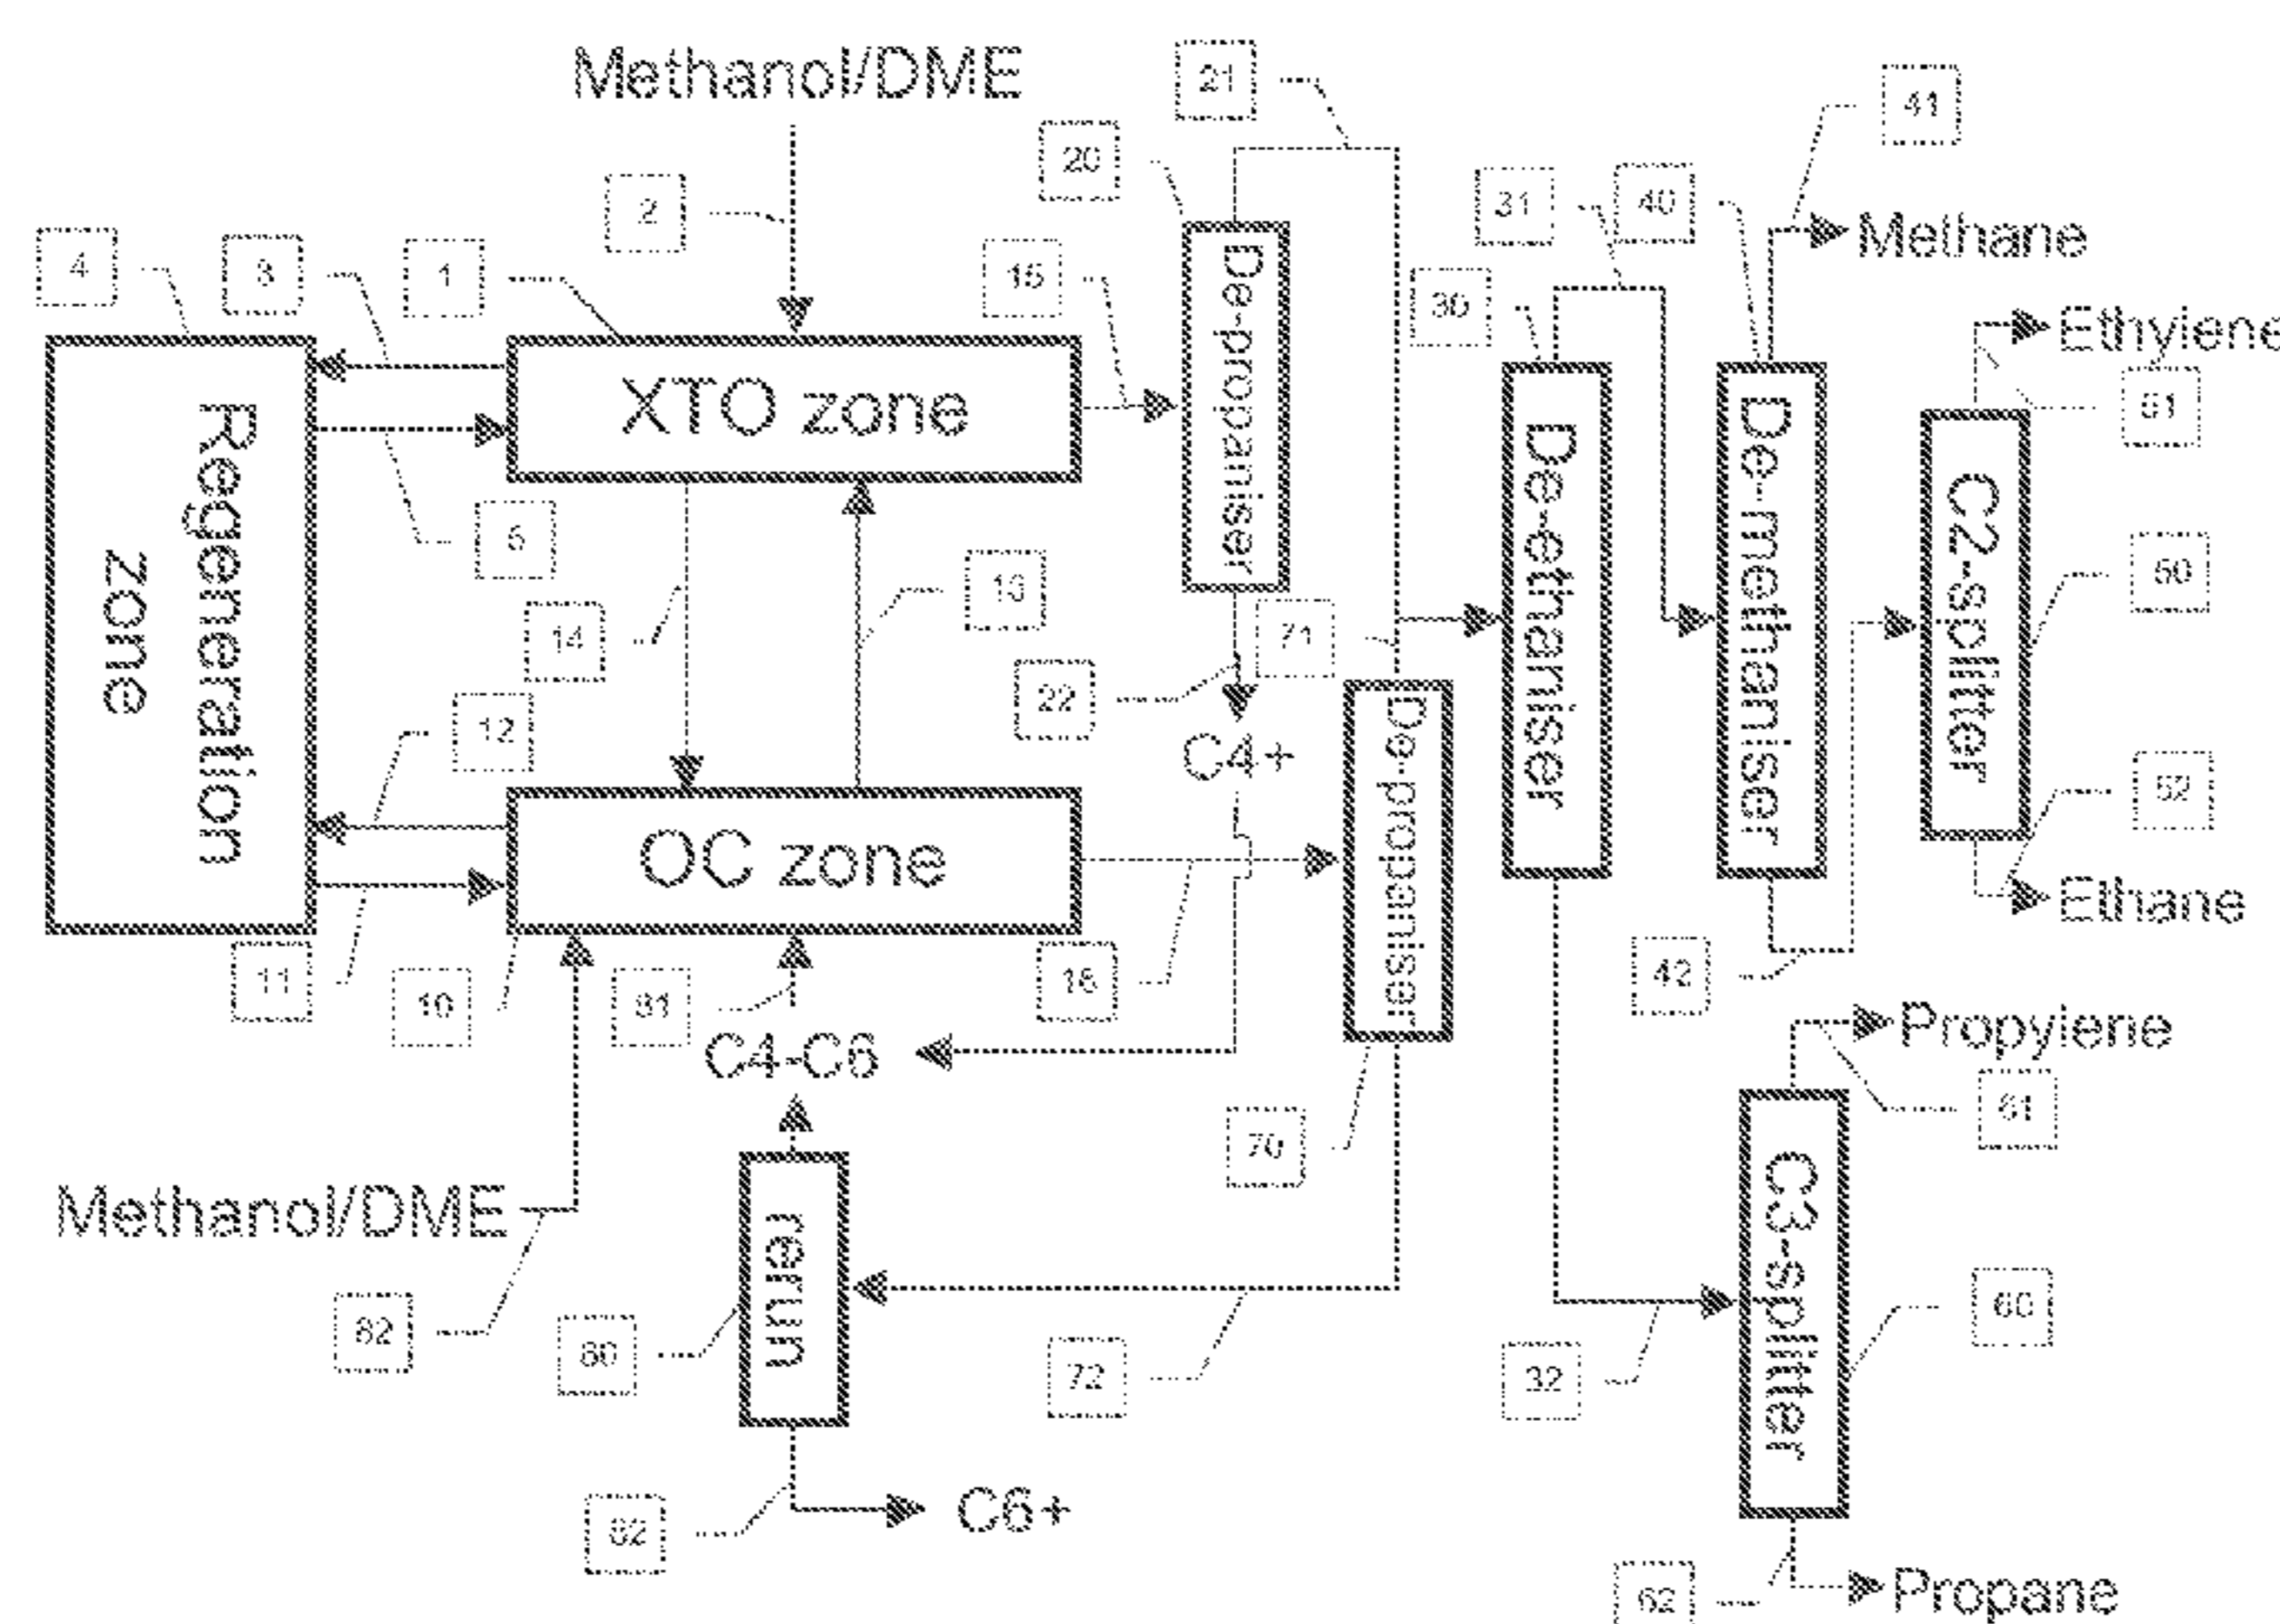 Methanol/DME
21
20
41
2
31
40
Methane
4
3
1
15
30
Ethylene
XTO zone
De-propaniser
51
Regeneration
zone
De-ethaniser
De-methaniser
C2-splitter
5
13
50
14
71
22
12
C4+
De-propaniser
52
OC zone
Ethane
11
10
81
16
42
C4-C6
Propylene
61
70
Methanol/DME
rerun
C3-splitter
82
80
72
32
60
C6+
82
62
Propane